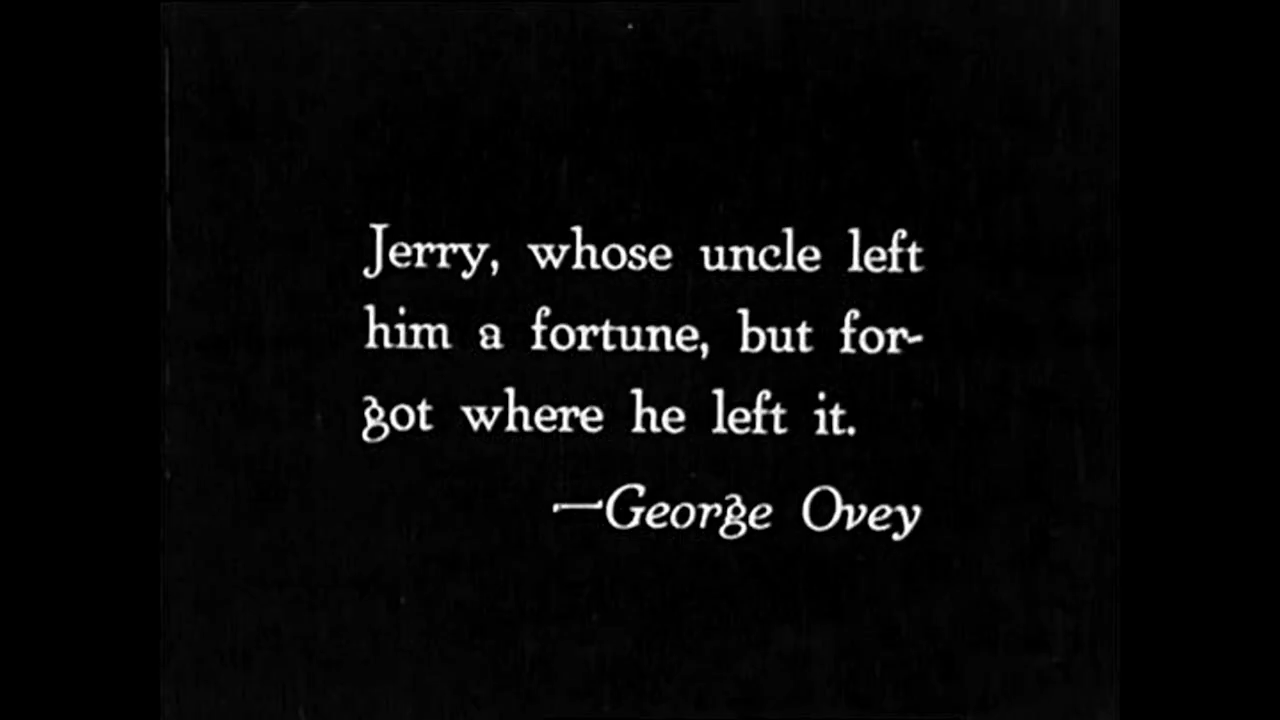 Jerry, whose uncle left
him a fortune, but for-
got where he left it.
—George Ovey